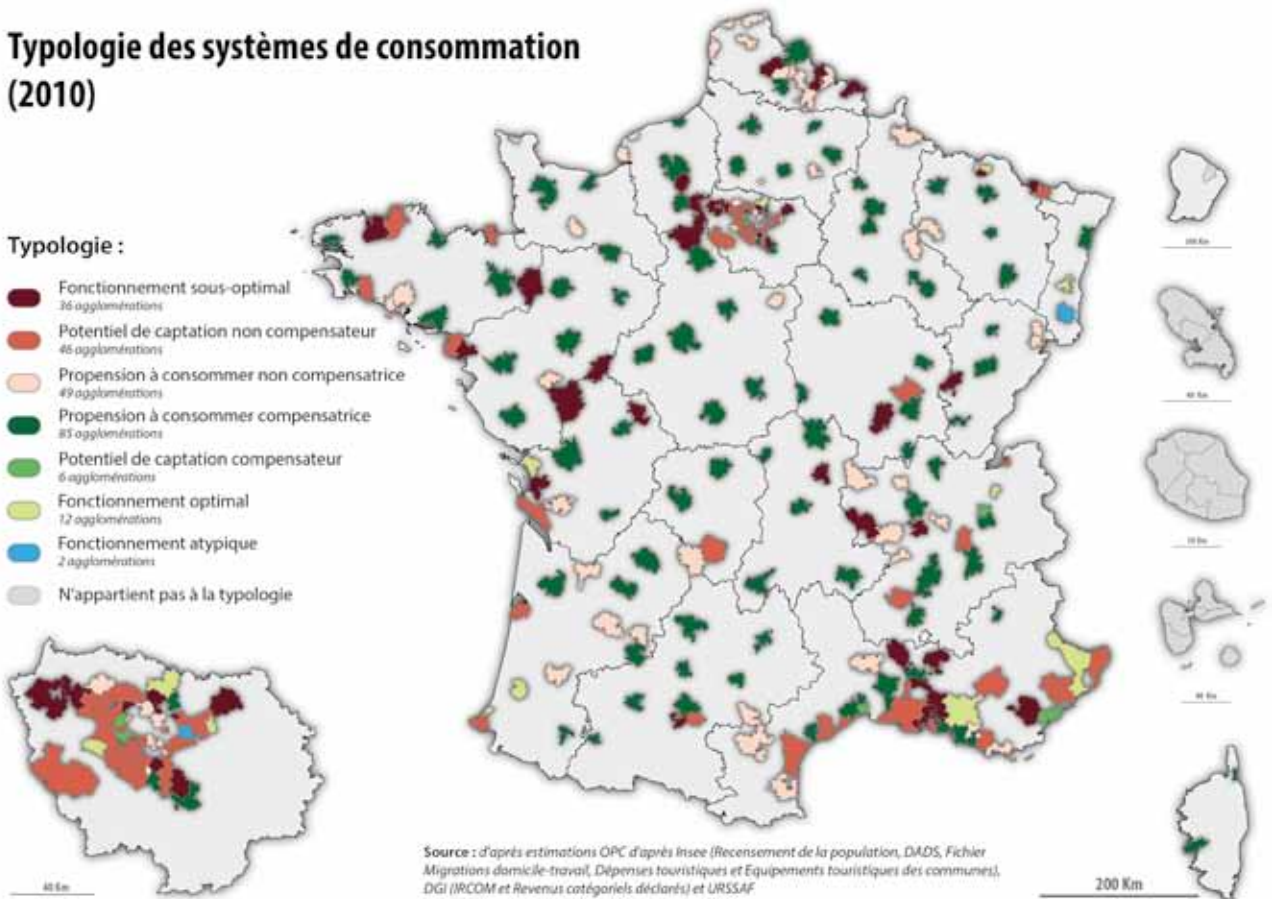 Typologie des systèmes de consommation
(2010)
Typologie :
Fonctionnement sous-optimal
36 agglomérations
Potentiel de captation non compensateur
46 agglomérations
Propension à consommer non compensatrice
49 agglomérations
Propension à consommer compensatrice
85 agglomérations
Potentiel de captation compensateur
6 agglomérations
Fonctionnement optimal
12 agglomérations
Fonctionnement atypique
2 agglomérations
N'appartient pas à la typologie
40 Km
Source : d'après estimations OPC d'après Insee (Recensement de la population, DADS, Fichier
Migrations domicile-travail, Dépenses touristiques et Equipements touristiques des communes),
DGI (IRCOM et Revenus catégoriels déclarés) et URSSAF
200 Km